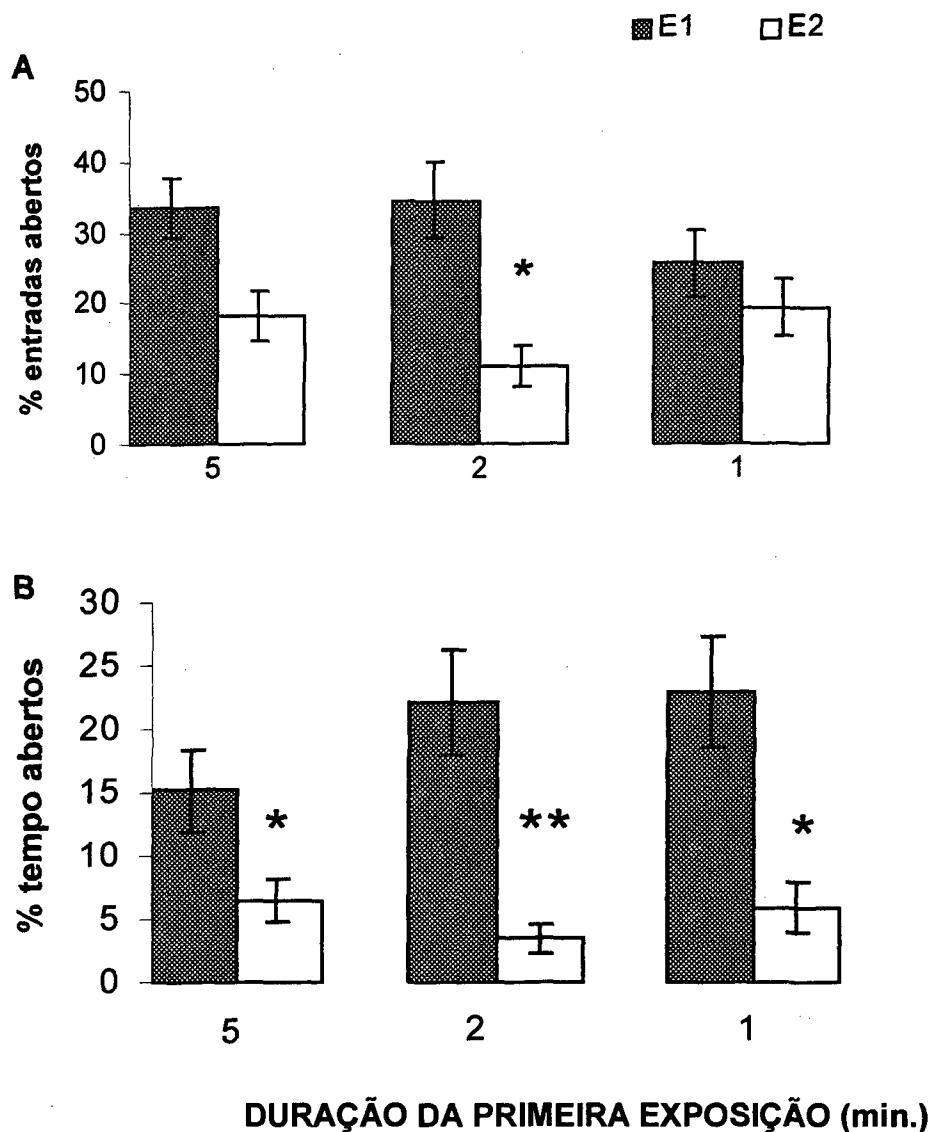 E1 E2
A
% entradas abertos
50
40
30
20
10
0
*
5 2 1
B
% tempo abertos
30
25
20
15
10
5
0
* ** *
5 2 1
DURAÇÃO DA PRIMEIRA EXPOSIÇÃO (min.)